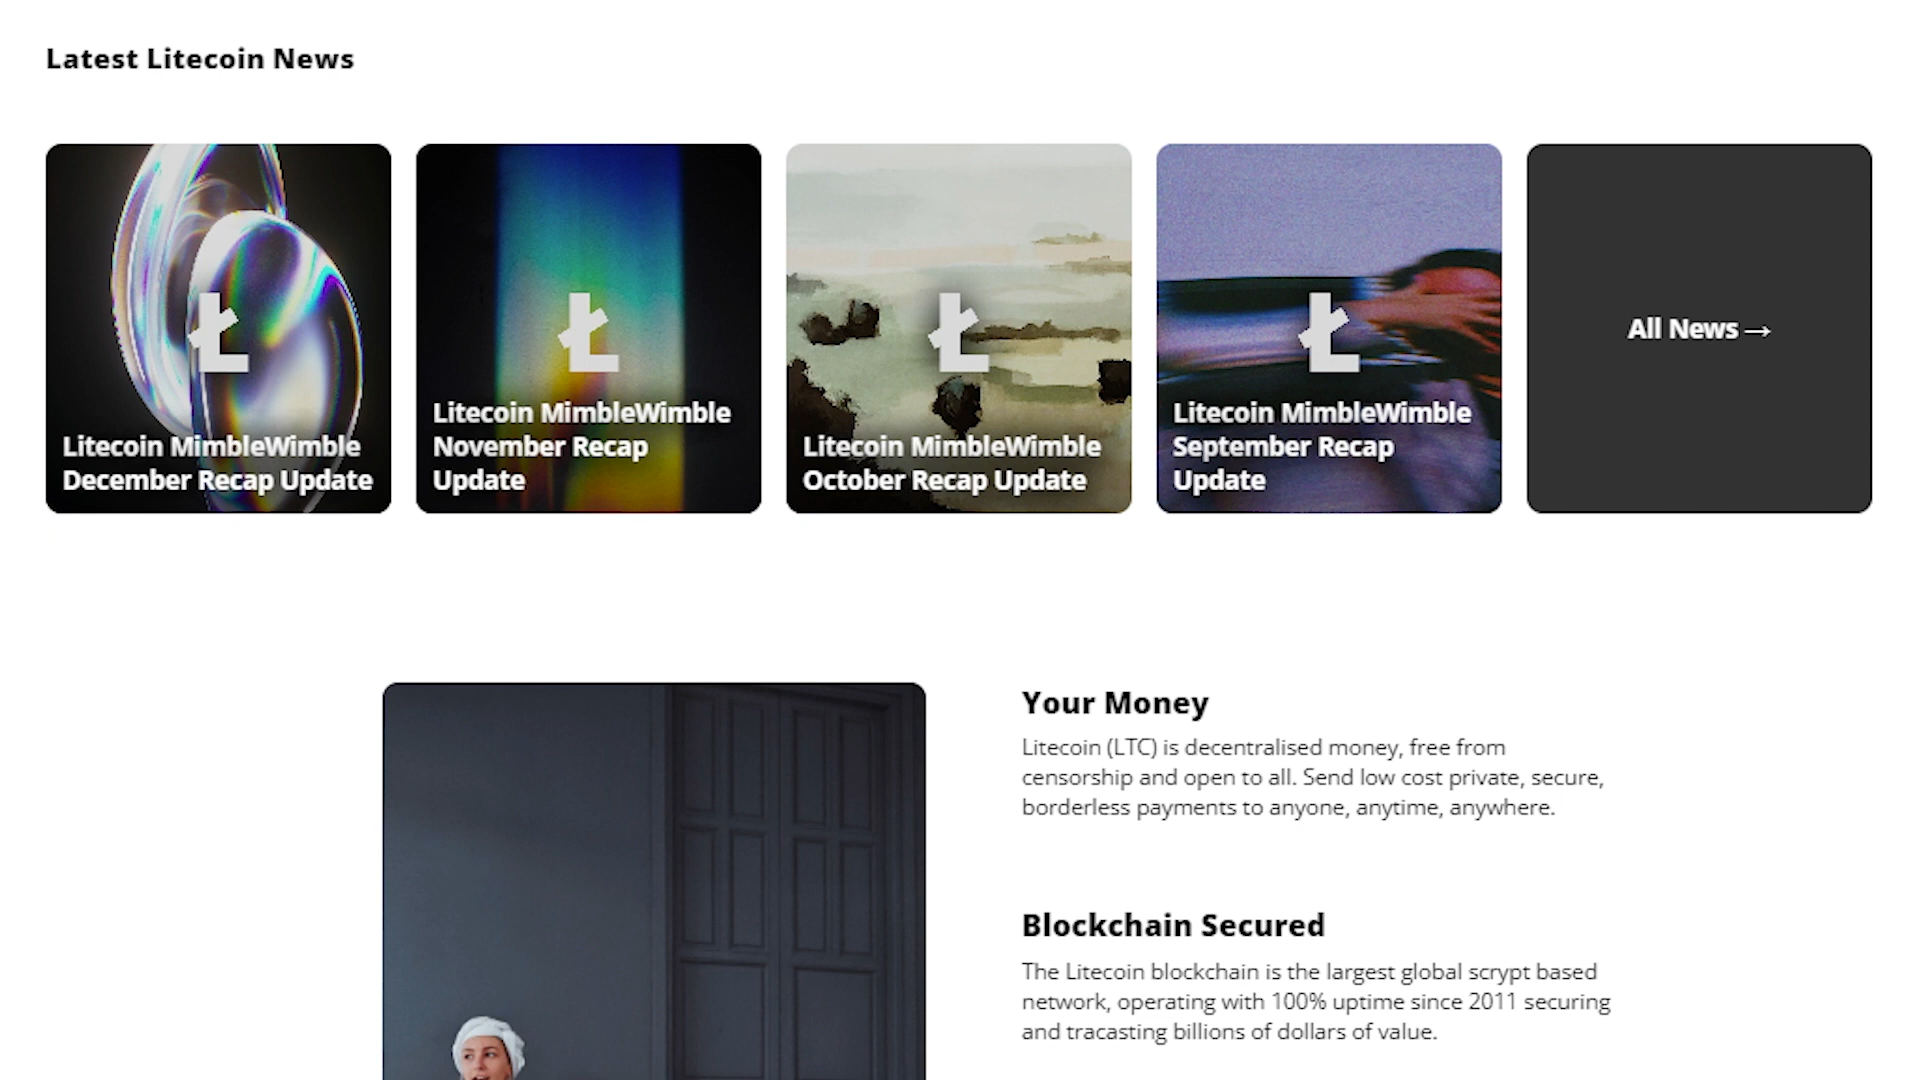 Latest Litecoin News
Litecoin MimbleWimble
December Recap Update
Litecoin MimbleWimble
November Recap
Update
Litecoin MimbleWimble
October Recap Update
Litecoin MimbleWimble
September Recap
Update
All News →
Your Money
Litecoin (LTC) is decentralised money, free from
censorship and open to all. Send low cost private, secure,
borderless payments to anyone, anytime, anywhere.
Blockchain Secured
The Litecoin blockchain is the largest global scrypt based
network, operating with 100% uptime since 2011 securing
and tracasting billions of dollars of value.